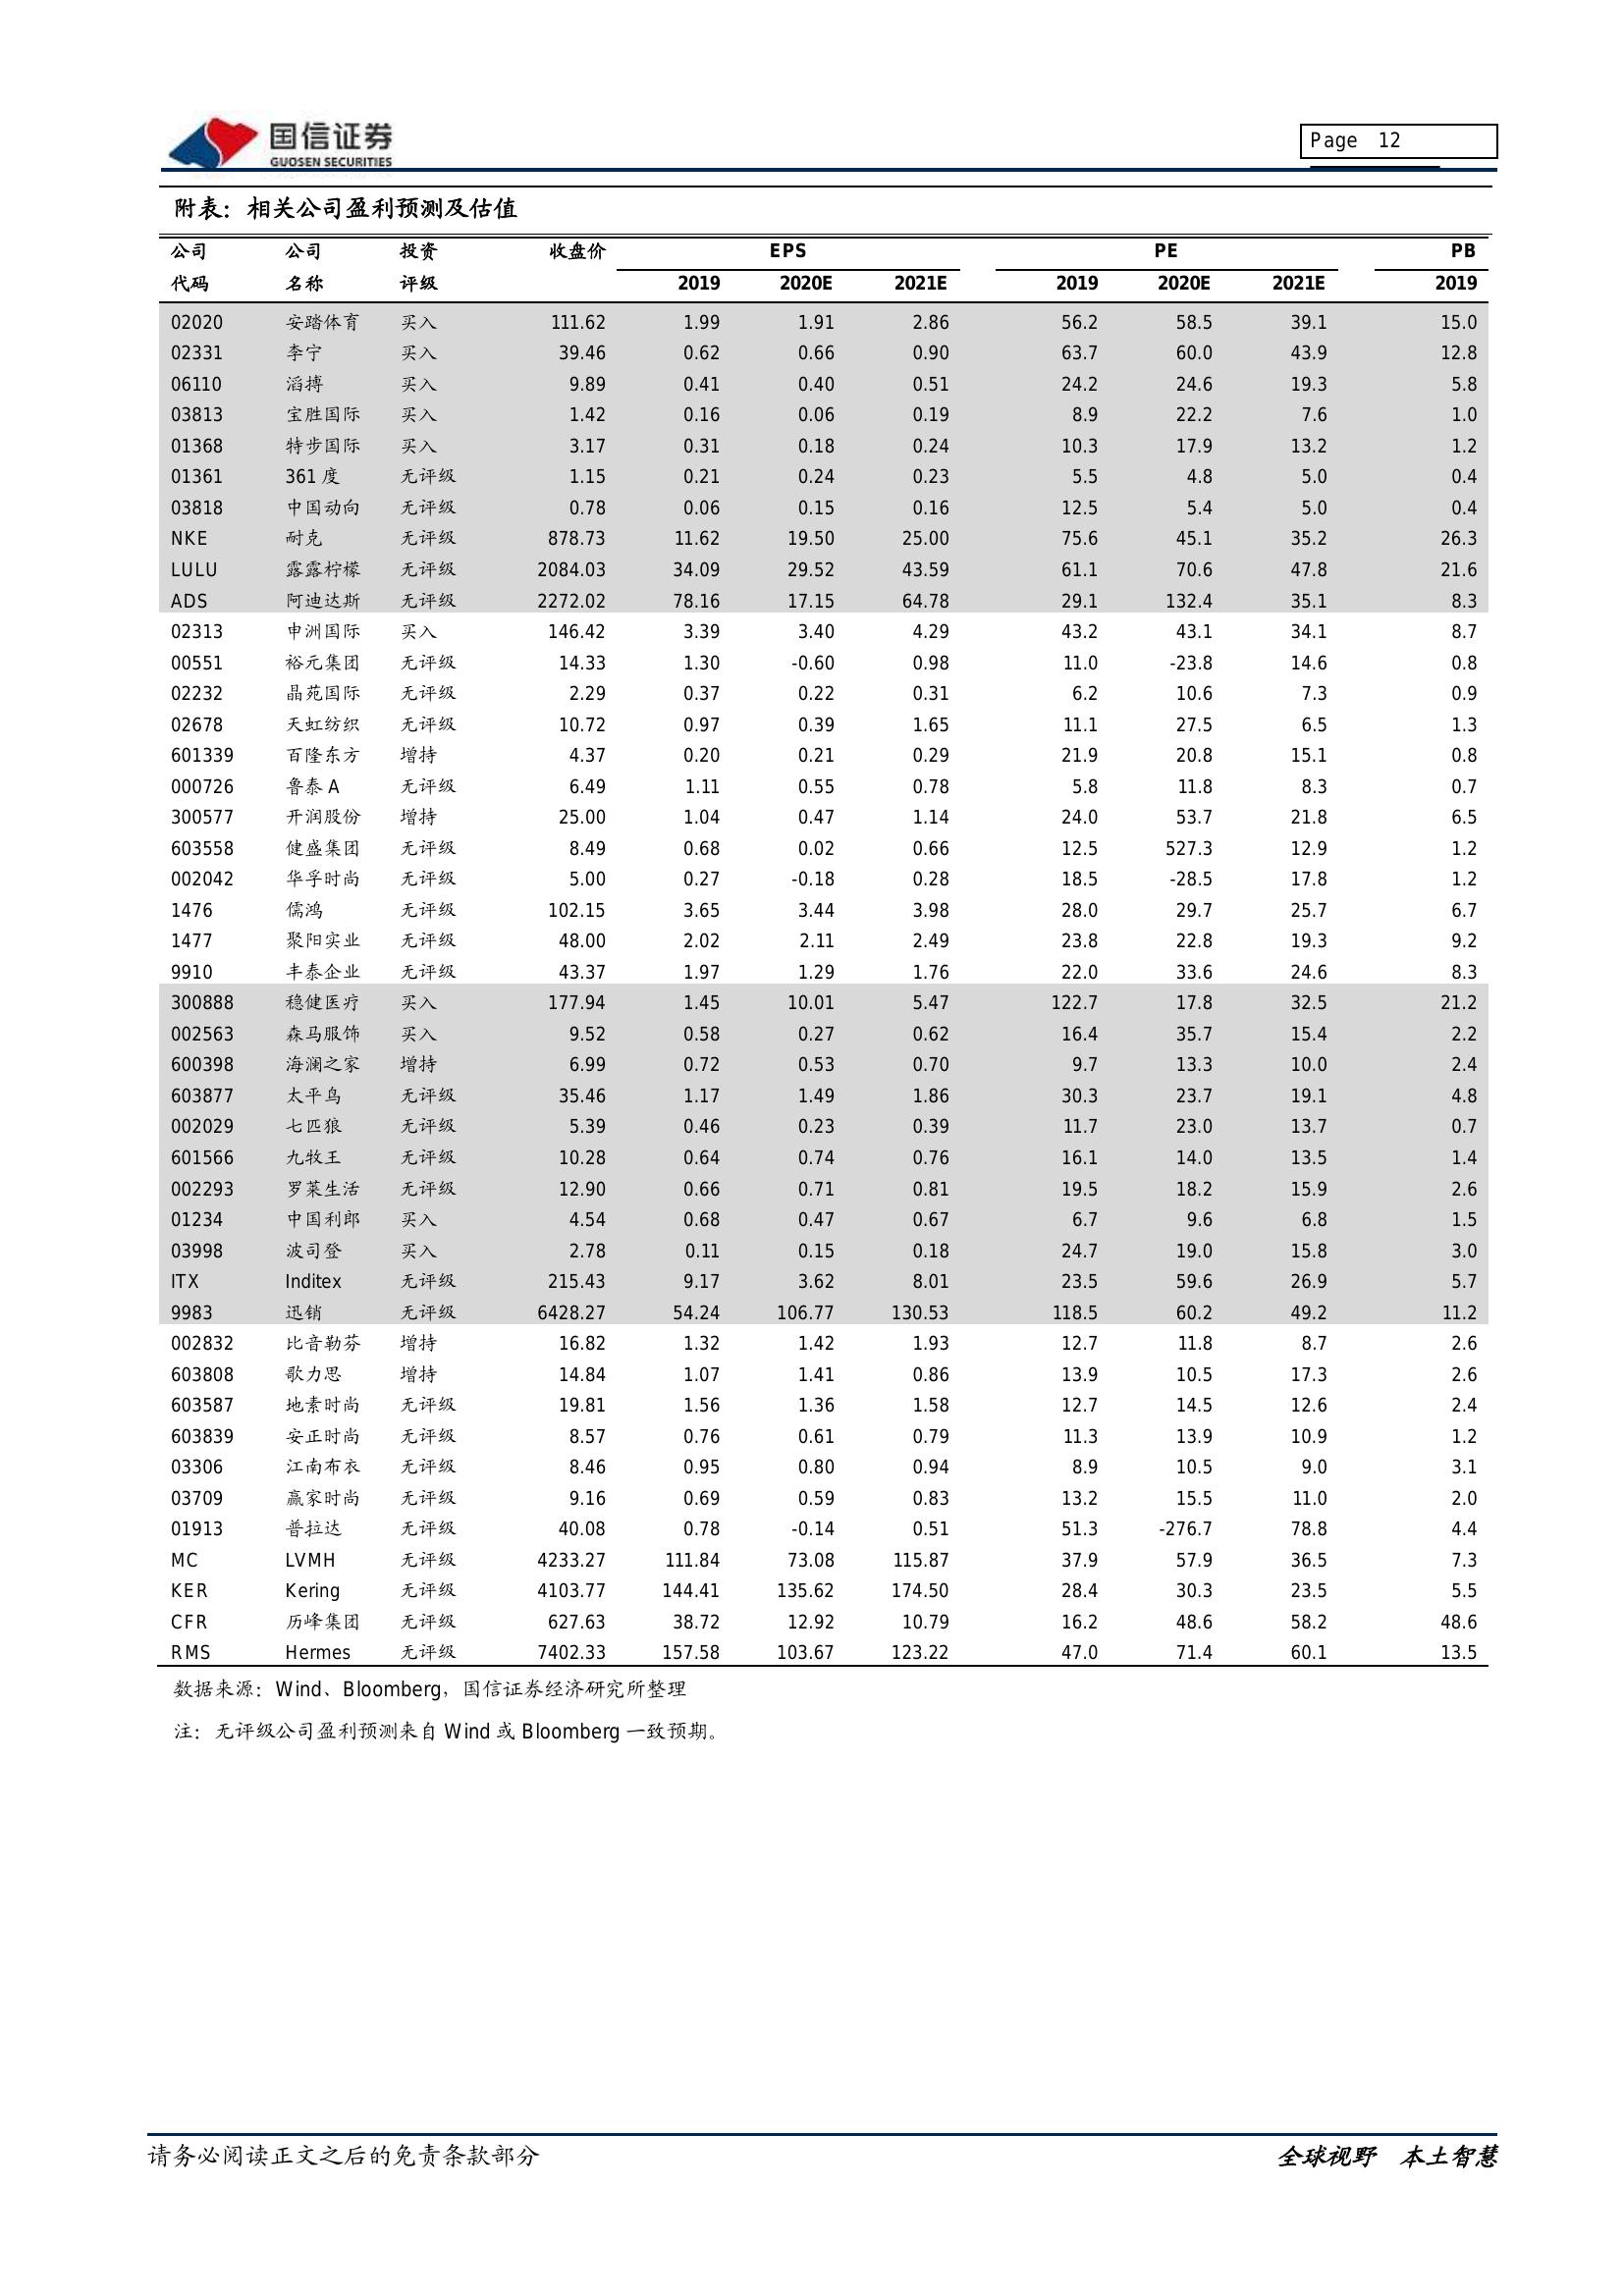 国信证券
GUOSEN SECURITIES
Page 12
附表：相关公司盈利预测及估值
公司 公司 投资 收盘价 EPS PE PB
代码 名称 评级 2019 2020E 2021E 2019 2020E 2021E 2019
02020 安踏体育 买入 111.62 1.99 1.91 2.86 56.2 58.5 39.1 15.0
02331 李宁 买入 39.46 0.62 0.66 0.90 63.7 60.0 43.9 12.8
06110 滔搏 买入 9.89 0.41 0.40 0.51 24.2 24.6 19.3 5.8
03813 宝胜国际 买入 1.42 0.16 0.06 0.19 8.9 22.2 7.6 1.0
01368 特步国际 买入 3.17 0.31 0.18 0.24 10.3 17.9 13.2 1.2
01361 361 度 无评级 1.15 0.21 0.24 0.23 5.5 4.8 5.0 0.4
03818 中国动向 无评级 0.78 0.06 0.15 0.16 12.5 5.4 5.0 0.4
NKE 耐克 无评级 878.73 11.62 19.50 25.00 75.6 45.1 35.2 26.3
LULU 露露柠檬 无评级 2084.03 34.09 29.52 43.59 61.1 70.6 47.8 21.6
ADS 阿迪达斯 无评级 2272.02 78.16 17.15 64.78 29.1 132.4 35.1 8.3
02313 申洲国际 买入 146.42 3.39 3.40 4.29 43.2 43.1 34.1 8.7
00551 裕元集团 无评级 14.33 1.30 -0.60 0.98 11.0 -23.8 14.6 0.8
02232 晶苑国际 无评级 2.29 0.37 0.22 0.31 6.2 10.6 7.3 0.9
02678 天虹纺织 无评级 10.72 0.97 0.39 1.65 11.1 27.5 6.5 1.3
601339 百隆东方 增持 4.37 0.20 0.21 0.29 21.9 20.8 15.1 0.8
000726 鲁泰 A 无评级 6.49 1.11 0.55 0.78 5.8 11.8 8.3 0.7
300577 开润股份 增持 25.00 1.04 0.47 1.14 24.0 53.7 21.8 6.5
603558 健盛集团 无评级 8.49 0.68 0.02 0.66 12.5 527.3 12.9 1.2
002042 华孚时尚 无评级 5.00 0.27 -0.18 0.28 18.5 -28.5 17.8 1.2
1476 儒鸿 无评级 102.15 3.65 3.44 3.98 28.0 29.7 25.7 6.7
1477 聚阳实业 无评级 48.00 2.02 2.11 2.49 23.8 22.8 19.3 9.2
9910 丰泰企业 无评级 43.37 1.97 1.29 1.76 22.0 33.6 24.6 8.3
300888 稳健医疗 买入 177.94 1.45 10.01 5.47 122.7 17.8 32.5 21.2
002563 森马服饰 买入 9.52 0.58 0.27 0.62 16.4 35.7 15.4 2.2
600398 海澜之家 增持 6.99 0.72 0.53 0.70 9.7 13.3 10.0 2.4
603877 太平鸟 无评级 35.46 1.17 1.49 1.86 30.3 23.7 19.1 4.8
002029 七匹狼 无评级 5.39 0.46 0.23 0.39 11.7 23.0 13.7 0.7
601566 九牧王 无评级 10.28 0.64 0.74 0.76 16.1 14.0 13.5 1.4
002293 罗莱生活 无评级 12.90 0.66 0.71 0.81 19.5 18.2 15.9 2.6
01234 中国利郎 买入 4.54 0.68 0.47 0.67 6.7 9.6 6.8 1.5
03998 波司登 买入 2.78 0.11 0.15 0.18 24.7 19.0 15.8 3.0
ITX Inditex 无评级 215.43 9.17 3.62 8.01 23.5 59.6 26.9 5.7
9983 迅销 无评级 6428.27 54.24 106.77 130.53 118.5 60.2 49.2 11.2
002832 比音勒芬 增持 16.82 1.32 1.42 1.93 12.7 11.8 8.7 2.6
603808 歌力思 增持 14.84 1.07 1.41 0.86 13.9 10.5 17.3 2.6
603587 地素时尚 无评级 19.81 1.56 1.36 1.58 12.7 14.5 12.6 2.4
603839 安正时尚 无评级 8.57 0.76 0.61 0.79 11.3 13.9 10.9 1.2
03306 江南布衣 无评级 8.46 0.95 0.80 0.94 8.9 10.5 9.0 3.1
03709 赢家时尚 无评级 9.16 0.69 0.59 0.83 13.2 15.5 11.0 2.0
01913 普拉达 无评级 40.08 0.78 -0.14 0.51 51.3 -276.7 78.8 4.4
MC LVMH 无评级 4233.27 111.84 73.08 115.87 37.9 57.9 36.5 7.3
KER Kering 无评级 4103.77 144.41 135.62 174.50 28.4 30.3 23.5 5.5
CFR 历峰集团 无评级 627.63 38.72 12.92 10.79 16.2 48.6 58.2 48.6
RMS Hermes 无评级 7402.33 157.58 103.67 123.22 47.0 71.4 60.1 13.5
数据来源：Wind、Bloomberg，国信证券经济研究所整理
注：无评级公司盈利预测来自 Wind 或 Bloomberg 一致预期。
请务必阅读正文之后的免责条款部分 全球视野 本土智慧